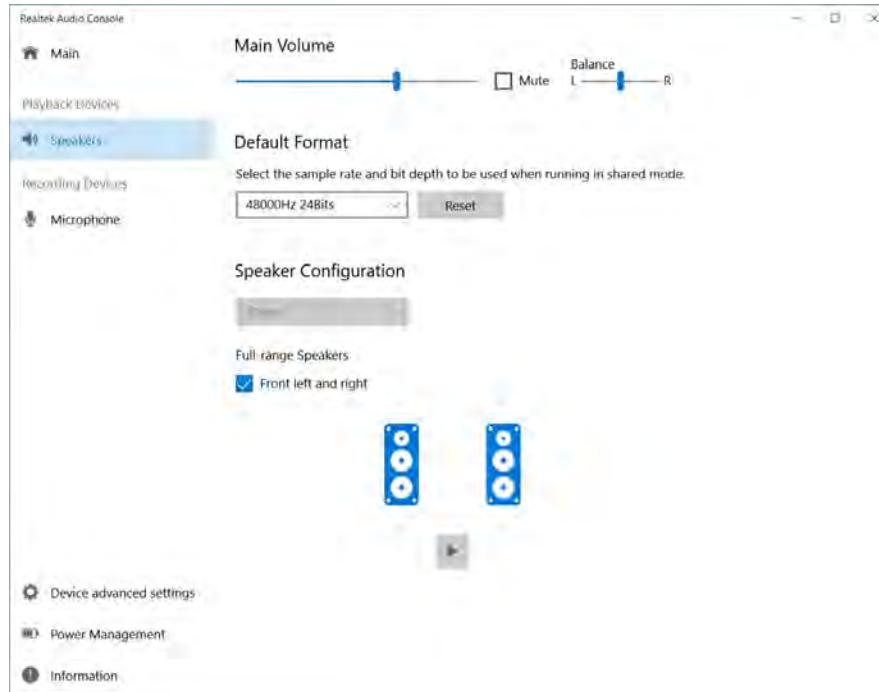 Realtek Audio Console
Main
Playback Devices
Speakers
Recording Devices
Microphone
Device advanced settings
Power Management
Information
Main Volume
Mute
Balance
L
R
Default Format
Select the sample rate and bit depth to be used when running in shared mode.
48000Hz 24Bits
Reset
Speaker Configuration
Full-range Speakers
Front left and right